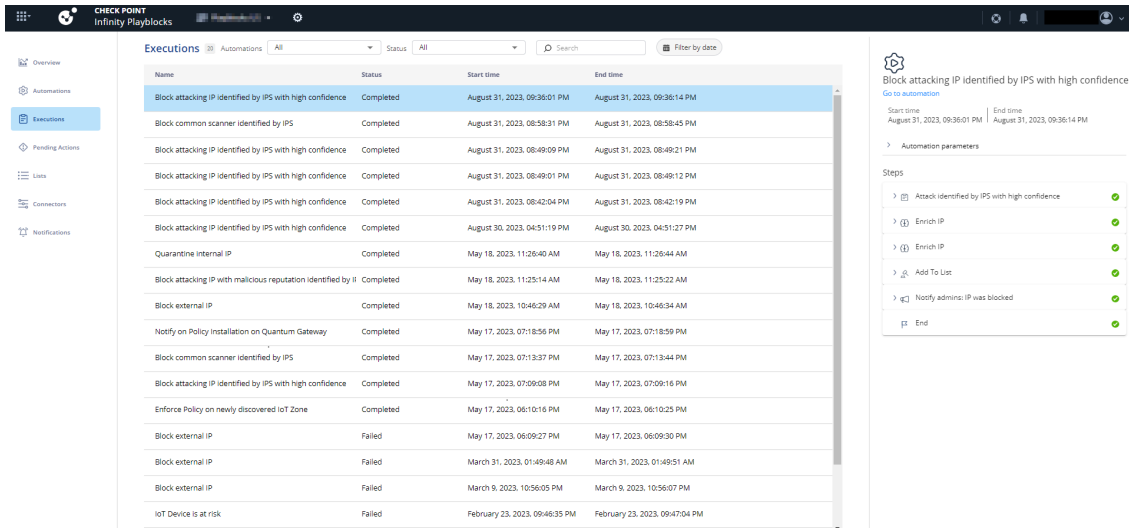 CHECK POINT
Infinity Playblocks
Overview
Automations
Executions
Pending Actions
Lists
Connectors
Notifications
Executions 20 Automations All Status All Search Filter by date
Name Status Start time End time
Block attacking IP identified by IPS with high confidence Completed August 31, 2023, 09:36:01 PM August 31, 2023, 09:36:14 PM
Block common scanner identified by IPS Completed August 31, 2023, 08:58:31 PM August 31, 2023, 08:58:45 PM
Block attacking IP identified by IPS with high confidence Completed August 31, 2023, 08:49:09 PM August 31, 2023, 08:49:21 PM
Block attacking IP identified by IPS with high confidence Completed August 31, 2023, 08:49:01 PM August 31, 2023, 08:49:12 PM
Block attacking IP identified by IPS with high confidence Completed August 31, 2023, 08:42:04 PM August 31, 2023, 08:42:19 PM
Block attacking IP identified by IPS with high confidence Completed August 30, 2023, 04:51:19 PM August 30, 2023, 04:51:27 PM
Quarantine internal IP Completed May 18, 2023, 11:26:40 AM May 18, 2023, 11:26:44 AM
Block attacking IP with malicious reputation identified by II Completed May 18, 2023, 11:25:14 AM May 18, 2023, 11:25:22 AM
Block external IP Completed May 18, 2023, 10:46:29 AM May 18, 2023, 10:46:34 AM
Notify on Policy Installation on Quantum Gateway Completed May 17, 2023, 07:18:56 PM May 17, 2023, 07:18:59 PM
Block common scanner identified by IPS Completed May 17, 2023, 07:13:37 PM May 17, 2023, 07:13:44 PM
Block attacking IP identified by IPS with high confidence Completed May 17, 2023, 07:09:08 PM May 17, 2023, 07:09:16 PM
Enforce Policy on newly discovered IoT Zone Completed May 17, 2023, 06:10:16 PM May 17, 2023, 06:10:25 PM
Block external IP Failed May 17, 2023, 06:09:27 PM May 17, 2023, 06:09:30 PM
Block external IP Failed March 31, 2023, 01:49:48 AM March 31, 2023, 01:49:51 AM
Block external IP Failed March 9, 2023, 10:56:05 PM March 9, 2023, 10:56:07 PM
IoT Device is at risk Failed February 23, 2023, 09:46:35 PM February 23, 2023, 09:47:04 PM
Block attacking IP identified by IPS with high confidence
Go to automation
Start time End time
August 31, 2023, 09:36:01 PM August 31, 2023, 09:36:14 PM
Automation parameters
Steps
Attack identified by IPS with high confidence
Enrich IP
Enrich IP
Add To List
Notify admins: IP was blocked
End